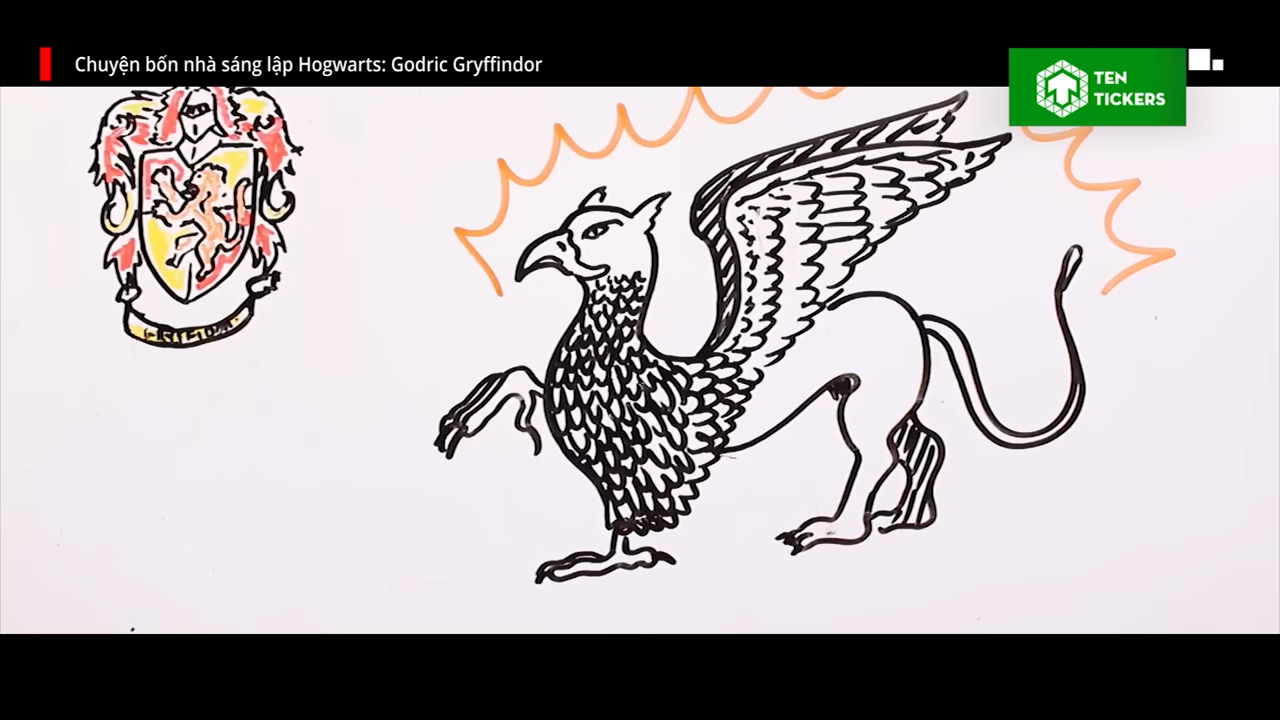 Chuyện bốn nhà sáng lập Hogwarts: Godric Gryffindor
TEN
TICKERS